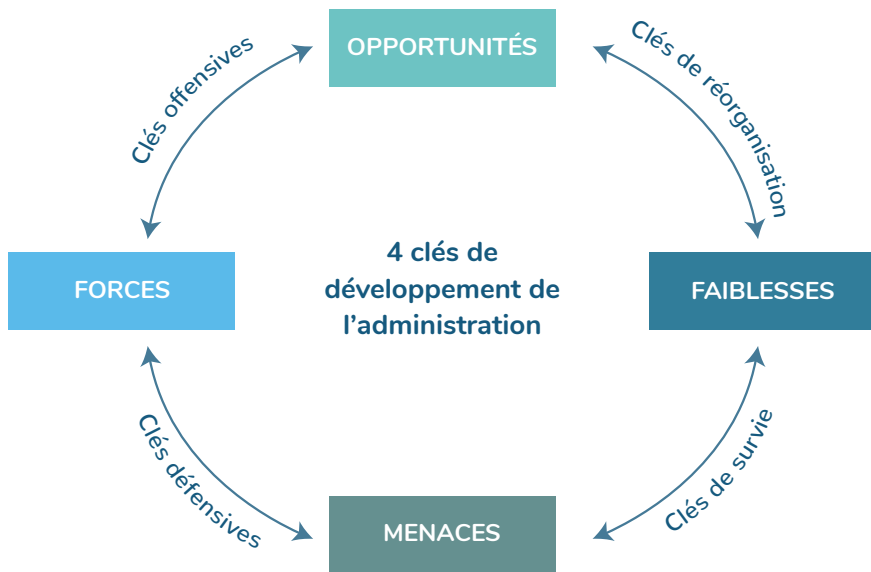 OPPORTUNITÉS
Clés offensives
Clés de réorganisation
4 clés de
développement de
l’administration
FORCES
FAIBLESSES
Clés défensives
Clés de survie
MENACES